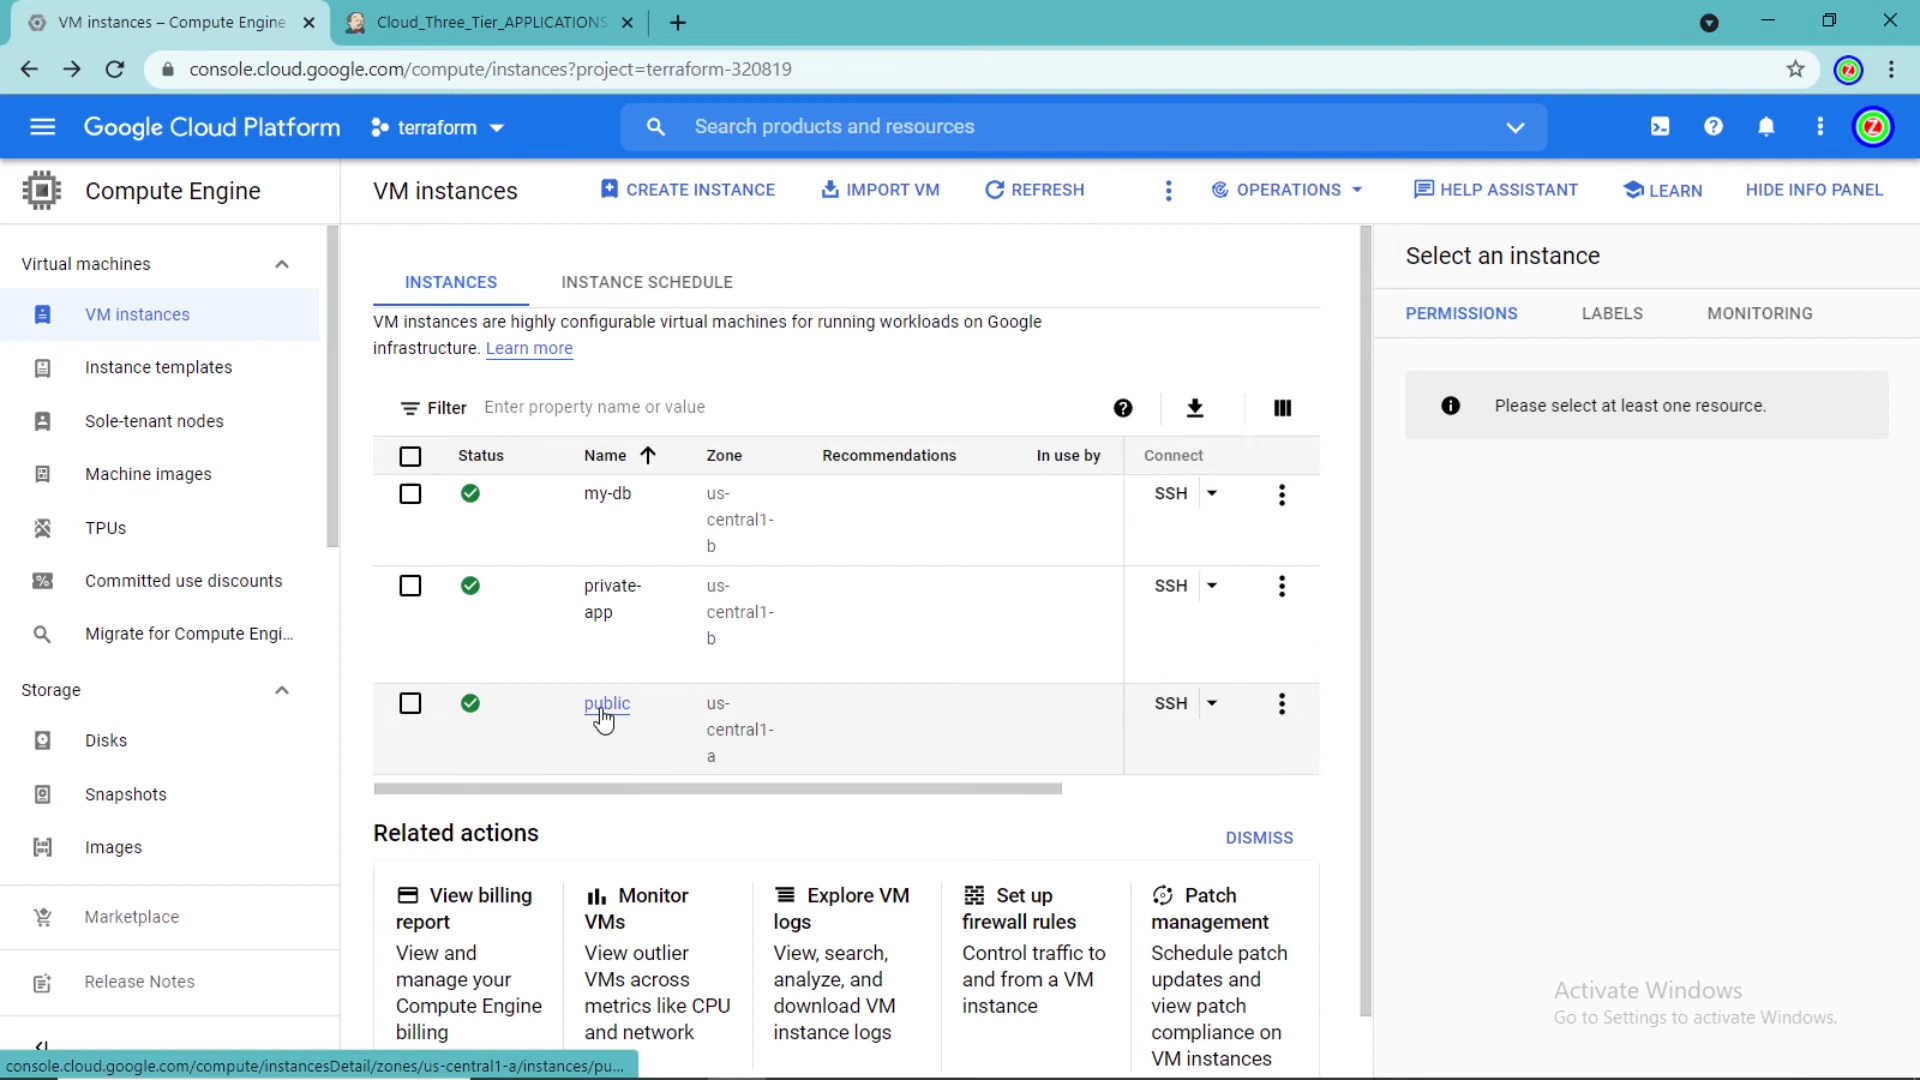 VM instances – Compute Engine
Cloud_Three_Tier_APPLICATIONS
console.cloud.google.com/compute/instances?project=terraform-320819
Google Cloud Platform
terraform
Search products and resources
Compute Engine
VM instances
CREATE INSTANCE
IMPORT VM
REFRESH
OPERATIONS
HELP ASSISTANT
LEARN
HIDE INFO PANEL
Virtual machines
VM instances
Instance templates
Sole-tenant nodes
Machine images
TPUs
Committed use discounts
Migrate for Compute Engi...
Storage
Disks
Snapshots
Images
Marketplace
Release Notes
INSTANCES
INSTANCE SCHEDULE
VM instances are highly configurable virtual machines for running workloads on Google
infrastructure. Learn more
Filter
Enter property name or value
Status
Name
Zone
Recommendations
In use by
Connect
my-db
us-
central1-
b
SSH
private-
app
us-
central1-
b
SSH
public
us-
central1-
a
SSH
Related actions
DISMISS
View billing
report
View and
manage your
Compute Engine
billing
Monitor
VMs
View outlier
VMs across
metrics like CPU
and network
Explore VM
logs
View, search,
analyze, and
download VM
instance logs
Set up
firewall rules
Control traffic to
and from a VM
instance
Patch
management
Schedule patch
updates and
view patch
compliance on
VM instances
Select an instance
PERMISSIONS
LABELS
MONITORING
Please select at least one resource.
Activate Windows
Go to Settings to activate Windows.
console.cloud.google.com/compute/instancesDetail/zones/us-central1-a/instances/pu...